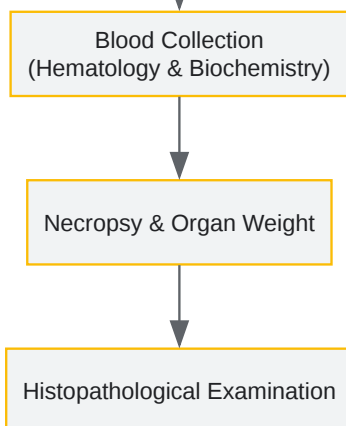 Blood Collection
(Hematology & Biochemistry)
Necropsy & Organ Weight
Histopathological Examination